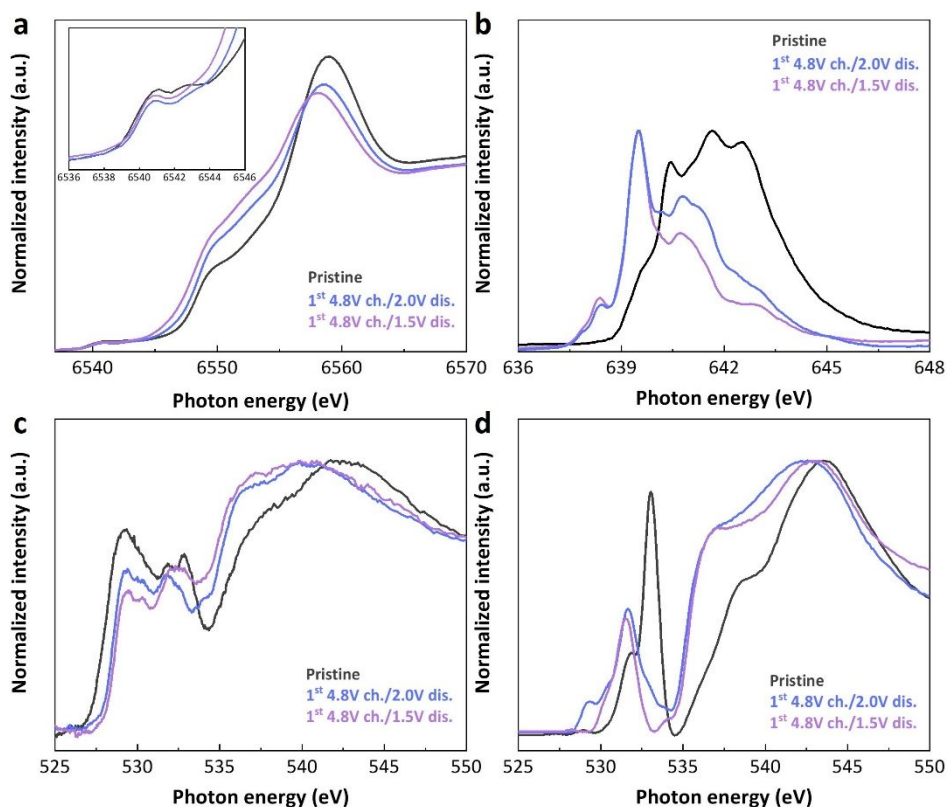 a
Normalized intensity (a.u.)
6536 6538 6540 6542 6544 6546
Pristine
1st 4.8V ch./2.0V dis.
1st 4.8V ch./1.5V dis.
6540 6550 6560 6570
Photon energy (eV)
b
Normalized intensity (a.u.)
Pristine
1st 4.8V ch./2.0V dis.
1st 4.8V ch./1.5V dis.
636 639 642 645 648
Photon energy (eV)
c
Normalized intensity (a.u.)
Pristine
1st 4.8V ch./2.0V dis.
1st 4.8V ch./1.5V dis.
525 530 535 540 545 550
Photon energy (eV)
d
Normalized intensity (a.u.)
Pristine
1st 4.8V ch./2.0V dis.
1st 4.8V ch./1.5V dis.
525 530 535 540 545 550
Photon energy (eV)